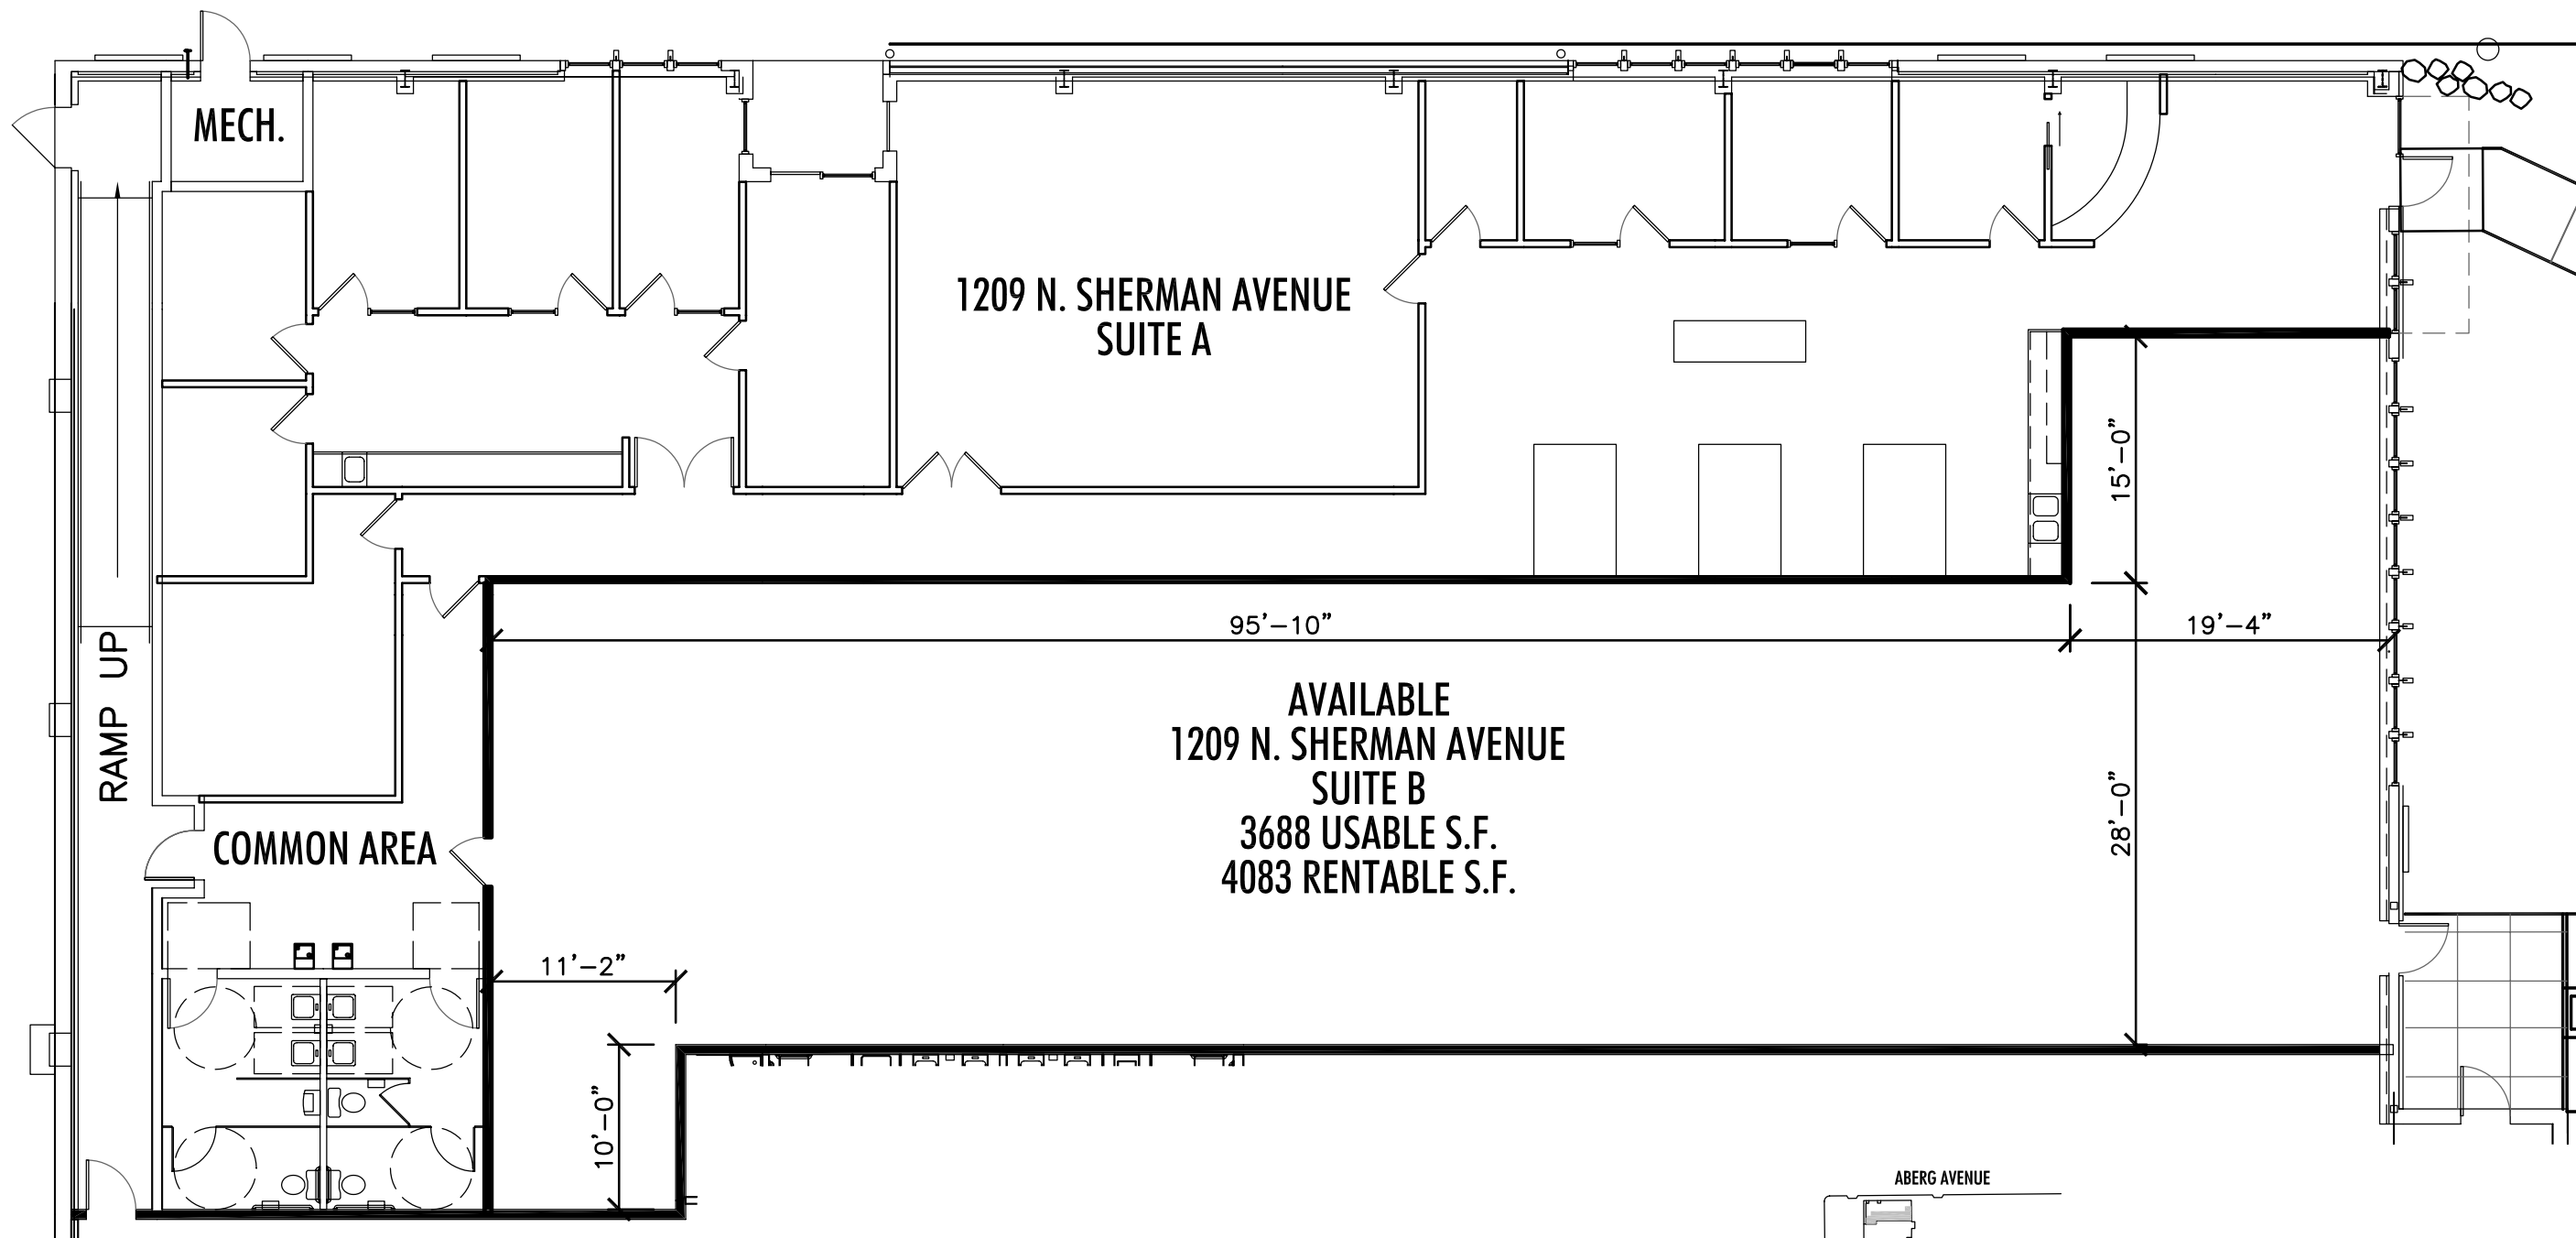 MECH.
1209 N. SHERMAN AVENUE
SUITE A
15'-0"
95'-10"
19'-4"
RAMP UP
AVAILABLE
1209 N. SHERMAN AVENUE
SUITE B
3688 USABLE S.F.
4083 RENTABLE S.F.
28'-0"
COMMON AREA
11'-2"
10'-0"
ABERG AVENUE